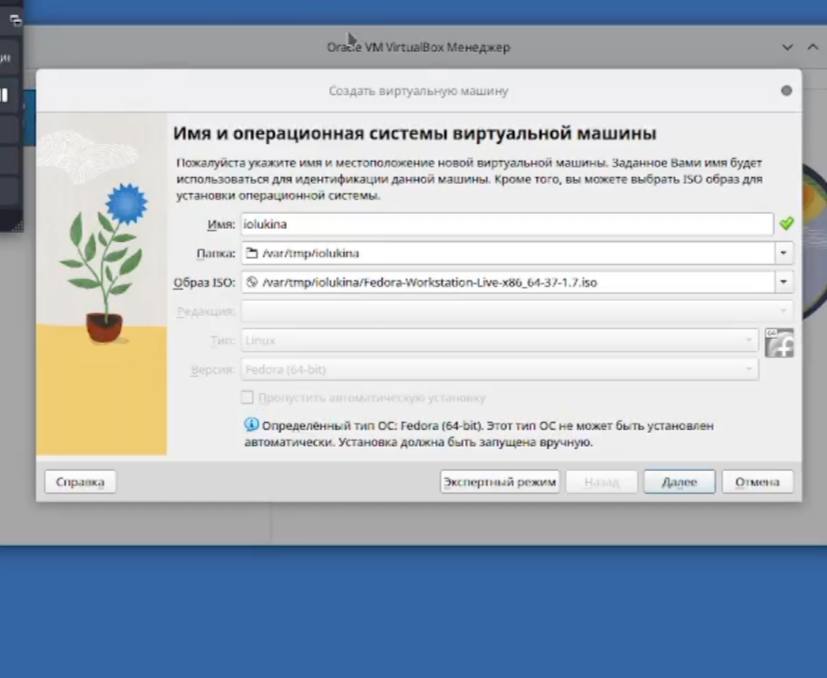 Oracle VM VirtualBox Менеджер
Создать виртуальную машину
Имя и операционная системы виртуальной машины
Пожалуйста укажите имя и местоположение новой виртуальной машины. Заданное Вами имя будет
использоваться для идентификации данной машины. Кроме того, вы можете выбрать ISO образ для
установки операционной системы.
Имя: iolukina
Папка: /var/tmp/iolukina
Образ ISO: /var/tmp/iolukina/Fedora-Workstation-Live-x86_64-37-1.7.iso
Редакция:
Тип: Linux
64
Версия: Fedora (64-bit)
Пропустить автоматическую установку
Определённый тип ОС: Fedora (64-bit). Этот тип ОС не может быть установлен
автоматически. Установка должна быть запущена вручную.
Справка Экспертный режим Назад Далее Отмена